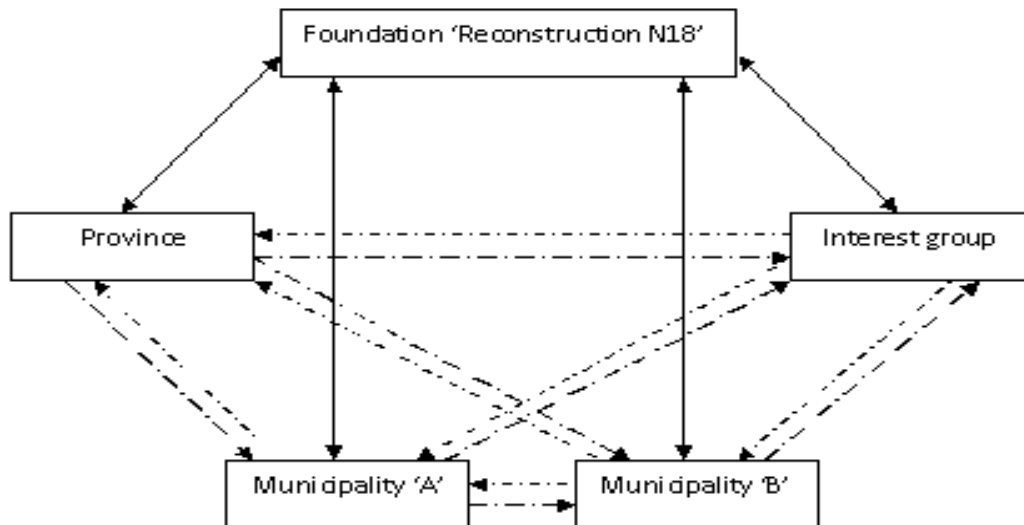 Foundation ‘Reconstruction N18’
Province
Interest group
Municipality ‘A’
Municipality ‘B’